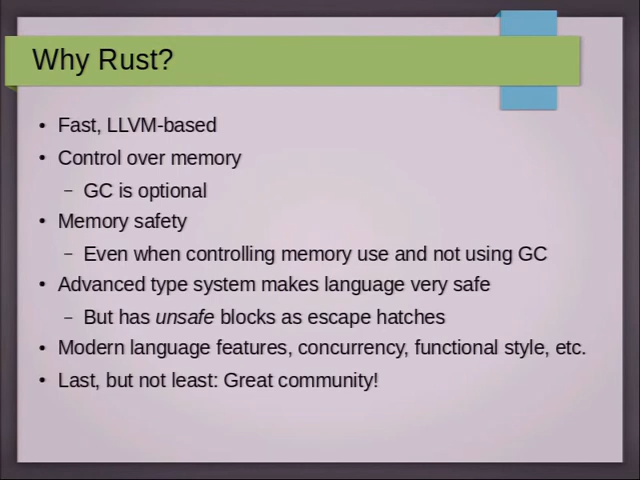 Why Rust?
• Fast, LLVM-based
• Control over memory
– GC is optional
• Memory safety
– Even when controlling memory use and not using GC
• Advanced type system makes language very safe
– But has unsafe blocks as escape hatches
• Modern language features, concurrency, functional style, etc.
• Last, but not least: Great community!